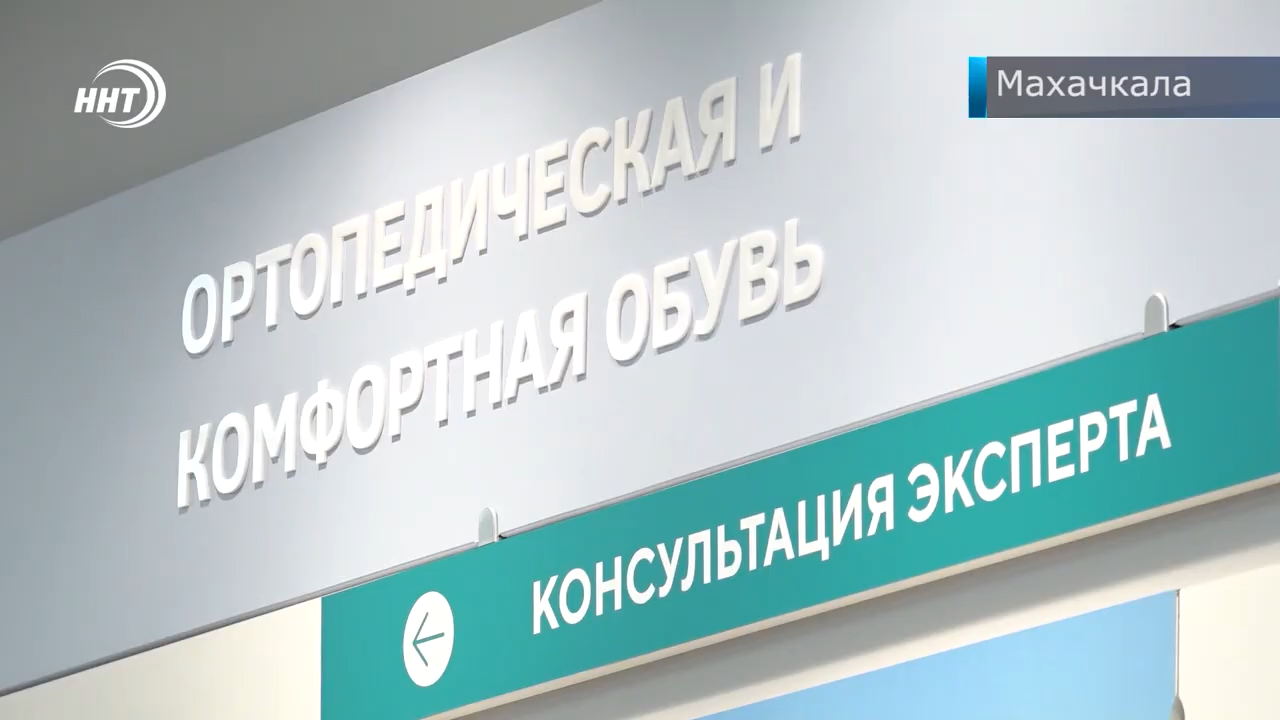 ННТ
Махачкала
ОРТОПЕДИЧЕСКАЯ И
КОМФОРТНАЯ ОБУВЬ
КОНСУЛЬТАЦИЯ ЭКСПЕРТА